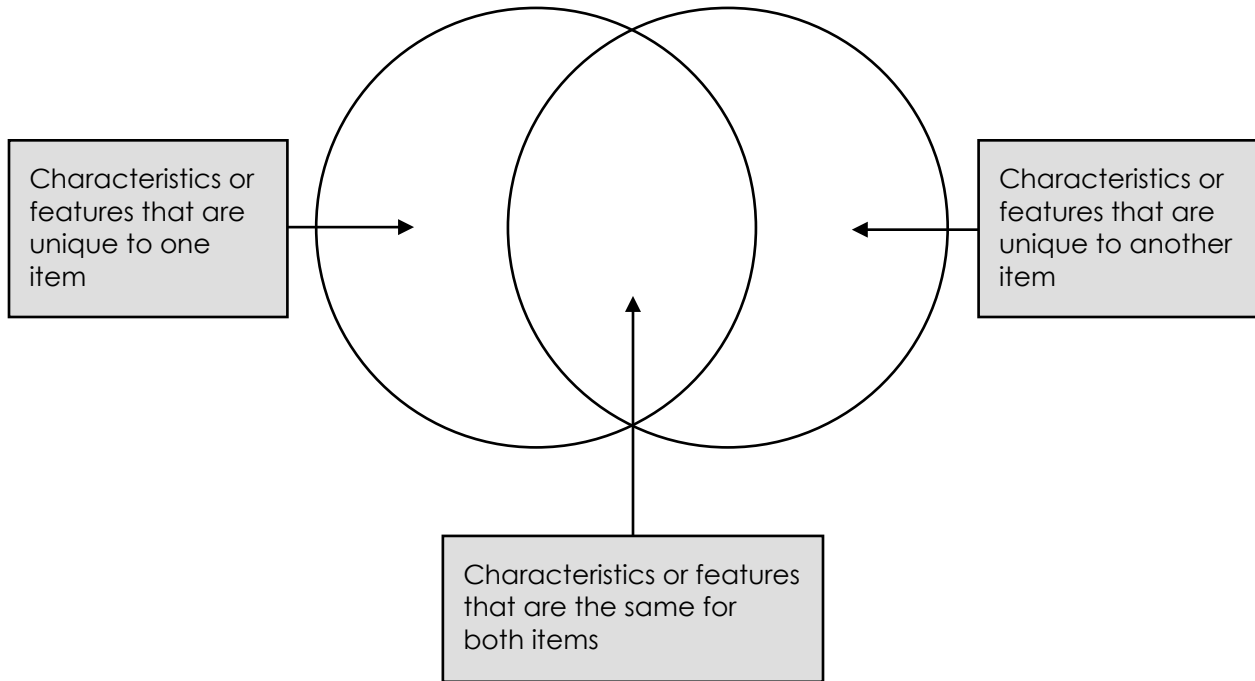 Characteristics or
features that are
unique to one
item
Characteristics or
features that are
unique to another
item
Characteristics or features
that are the same for
both items